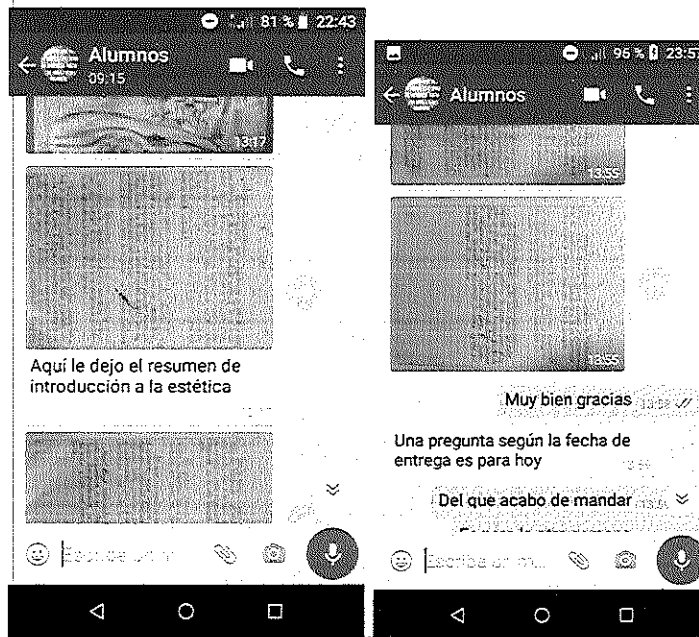 81 % 22:43
Alumnos
09:15
13:17
Aquí le dejo el resumen de
introducción a la estética
95 % 23:57
Alumnos
13:55
13:55
Muy bien gracias
Una pregunta según la fecha de
entrega es para hoy
Del que acabo de mandar